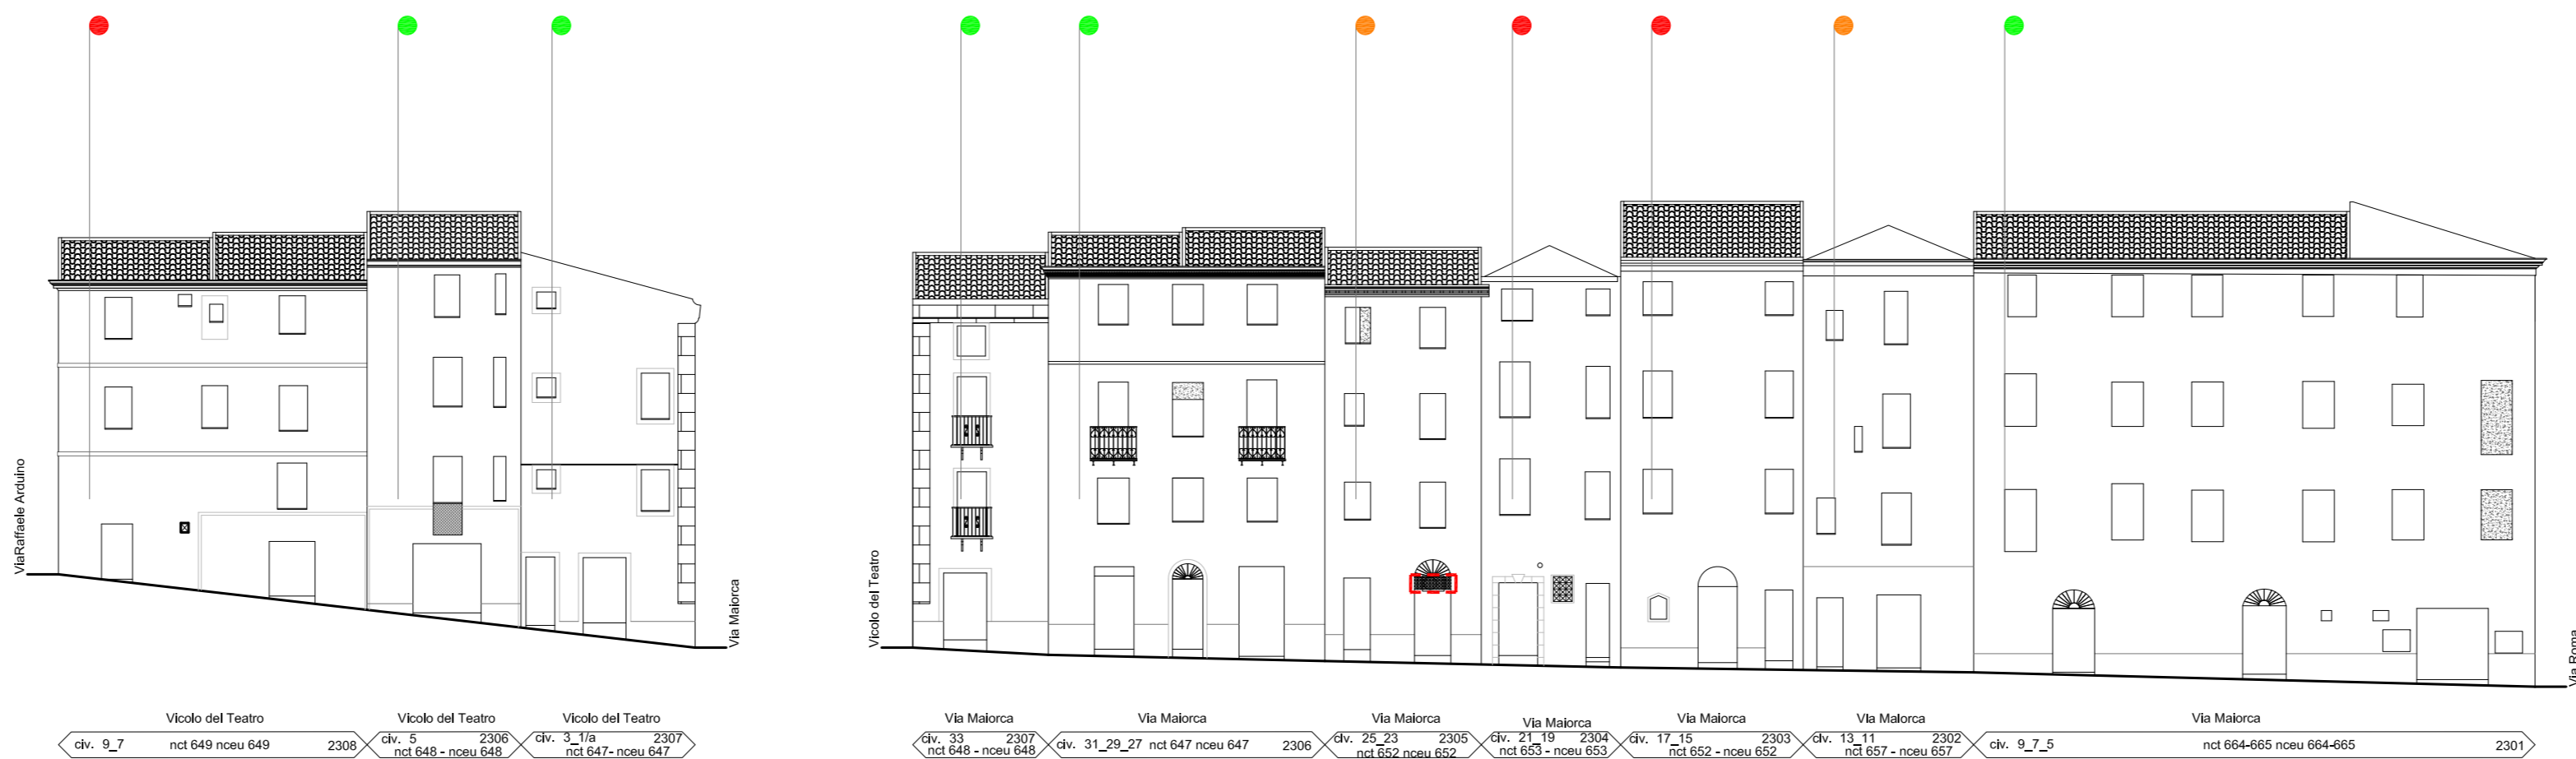 ViaRaffaele Arduino
Via Maiorca
Vicolo del Teatro
Via Roma
Vicolo del Teatro
civ. 9_7 nct 649 nceu 649 2308
Vicolo del Teatro
civ. 5 2306
nct 648 - nceu 648
Vicolo del Teatro
civ. 3_1/a 2307
nct 647- nceu 647
Via Maiorca
civ. 33 2307
nct 648 - nceu 648
Via Maiorca
civ. 31_29_27 nct 647 nceu 647 2306
Via Maiorca
civ. 25_23 2305
nct 652 nceu 652
Via Maiorca
civ. 21_19 2304
nct 653 - nceu 653
Via Maiorca
civ. 17_15 2303
nct 652 - nceu 652
Via Maiorca
civ. 13_11 2302
nct 657 - nceu 657
Via Maiorca
civ. 9_7_5 nct 664-665 nceu 664-665 2301